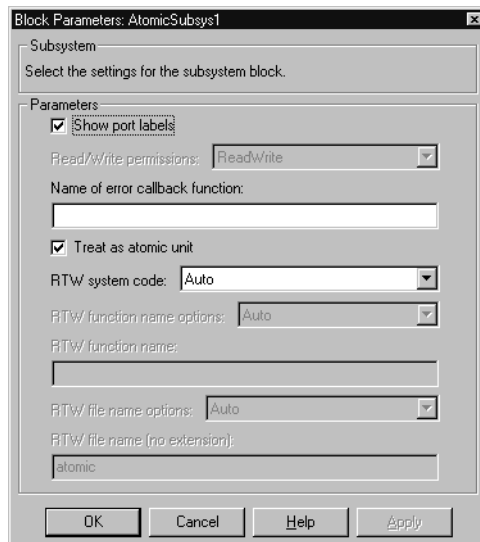 Block Parameters: AtomicSubsys1
Subsystem
Select the settings for the subsystem block.
Parameters
Show port labels
Read/Write permissions: ReadWrite
Name of error callback function:
Treat as atomic unit
RTW system code: Auto
RTW function name options: Auto
RTW function name:
RTW file name options: Auto
RTW file name (no extension):
atomic
OK Cancel Help Apply